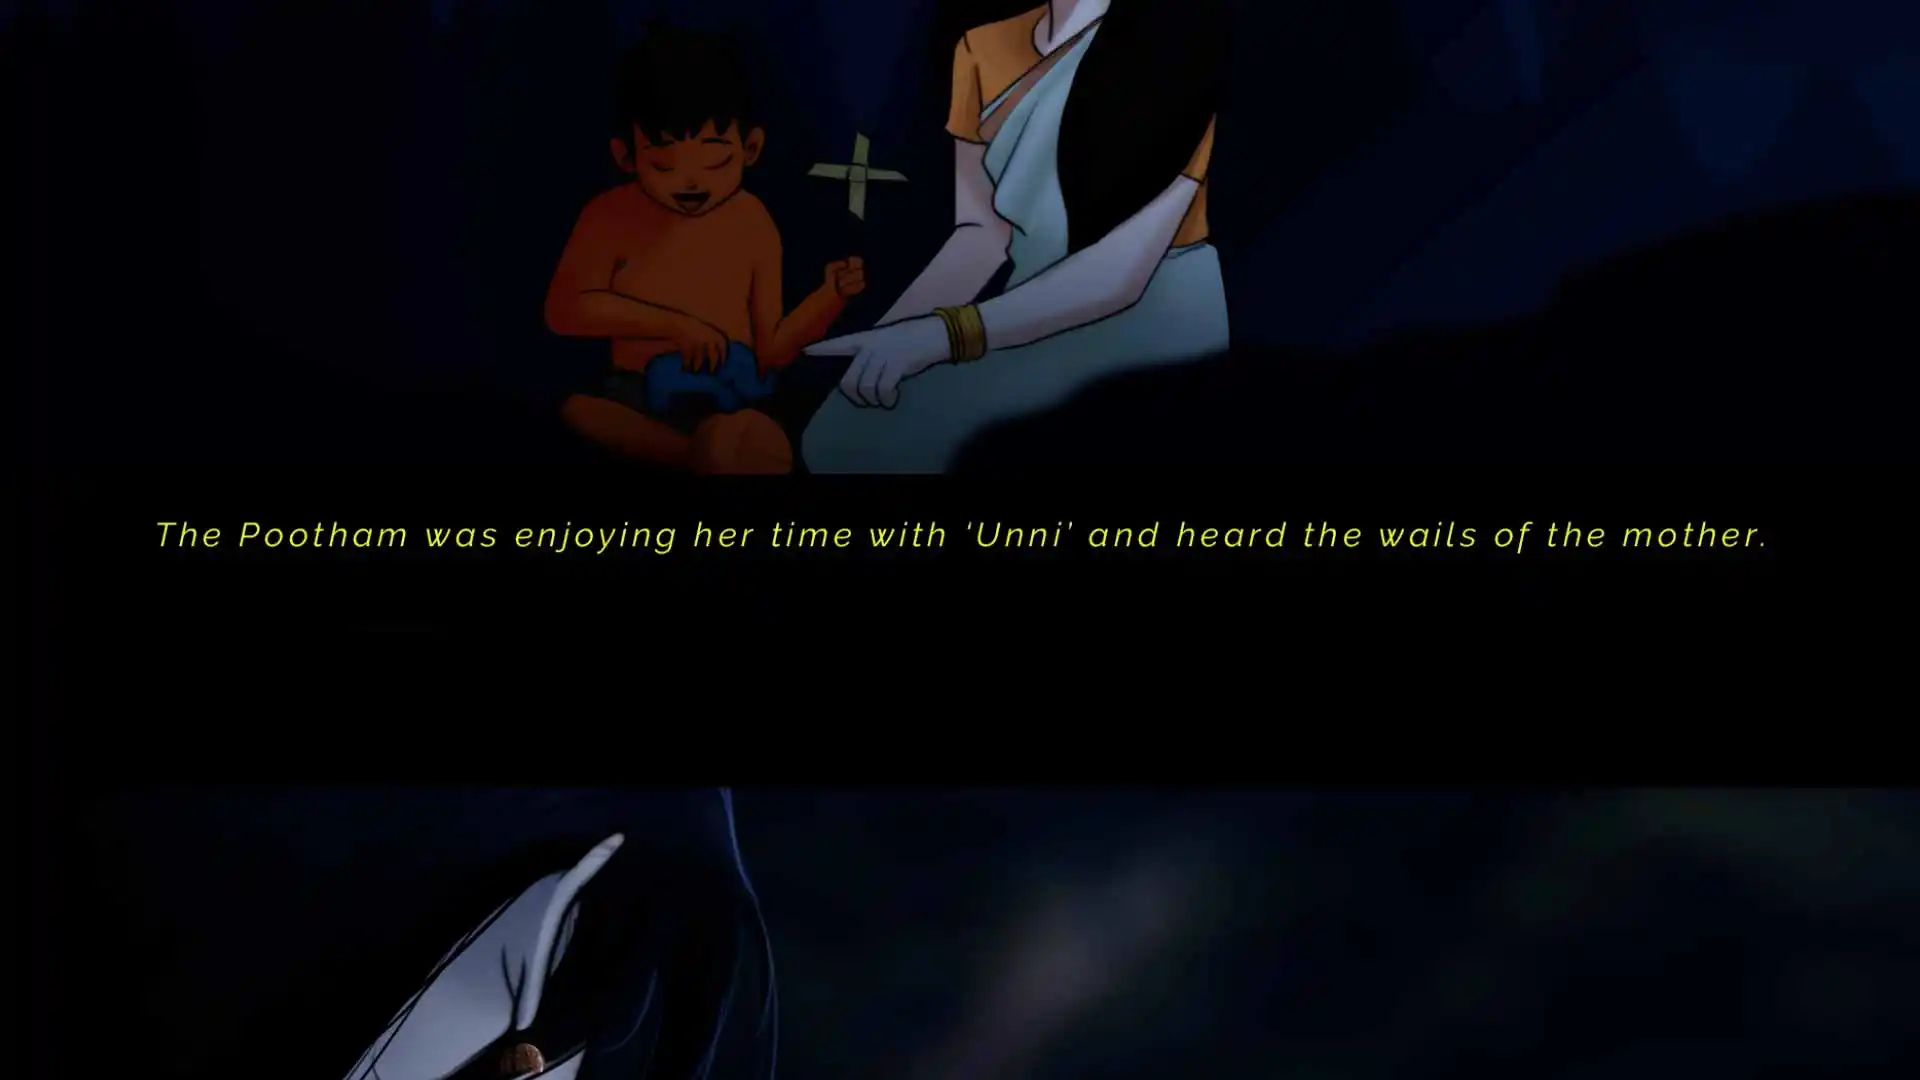 The Pootham was enjoying her time with ‘Unni’ and heard the wails of the mother.